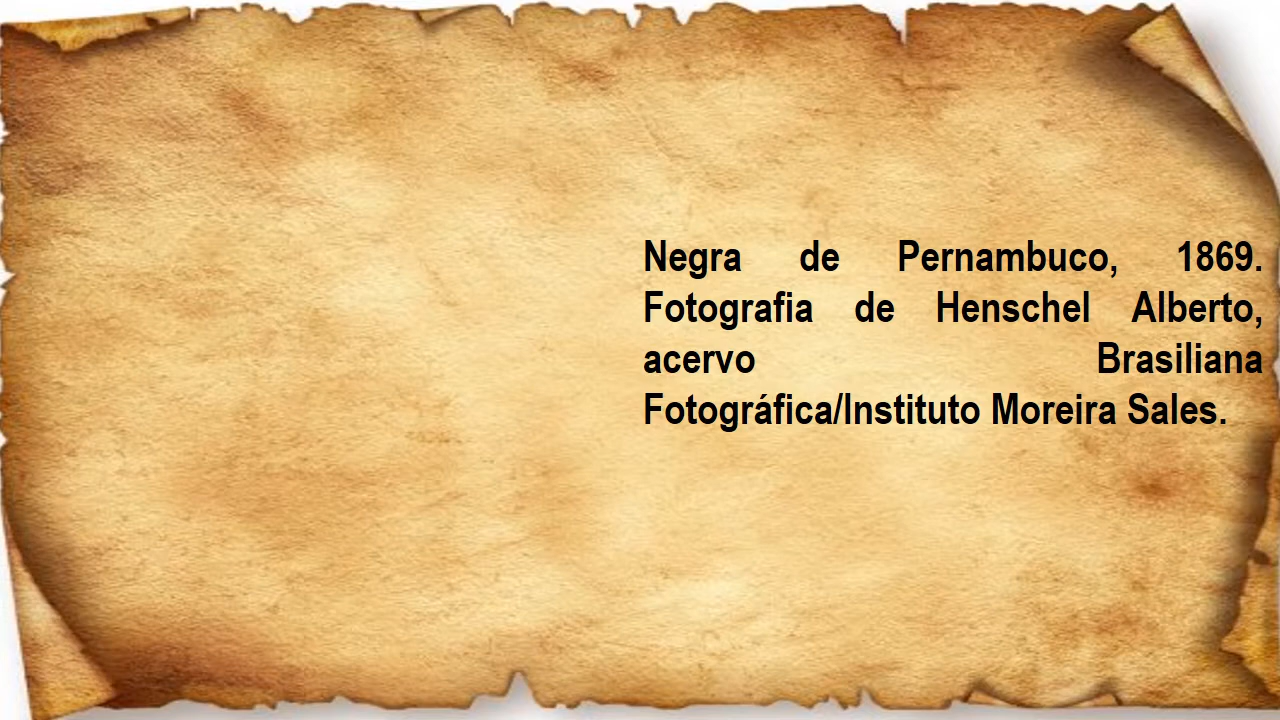 Negra de Pernambuco, 1869.
Fotografia de Henschel Alberto,
acervo Brasiliana
Fotográfica/Instituto Moreira Sales.